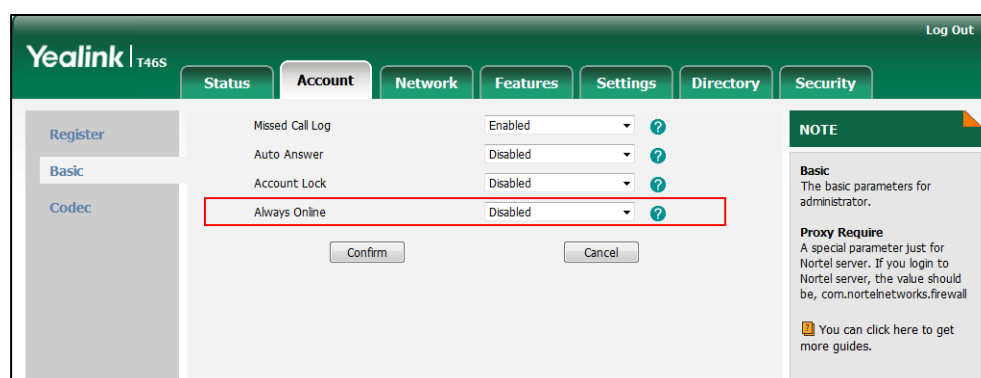 Log Out
Yealink T46S
Status Account Network Features Settings Directory Security
Register
Basic
Codec
Missed Call Log Enabled
Auto Answer Disabled
Account Lock Disabled
Always Online Disabled
Confirm Cancel
NOTE
Basic
The basic parameters for
administrator.
Proxy Require
A special parameter just for
Nortel server. If you login to
Nortel server, the value should
be, com.nortelnetworks.firewall
You can click here to get
more guides.